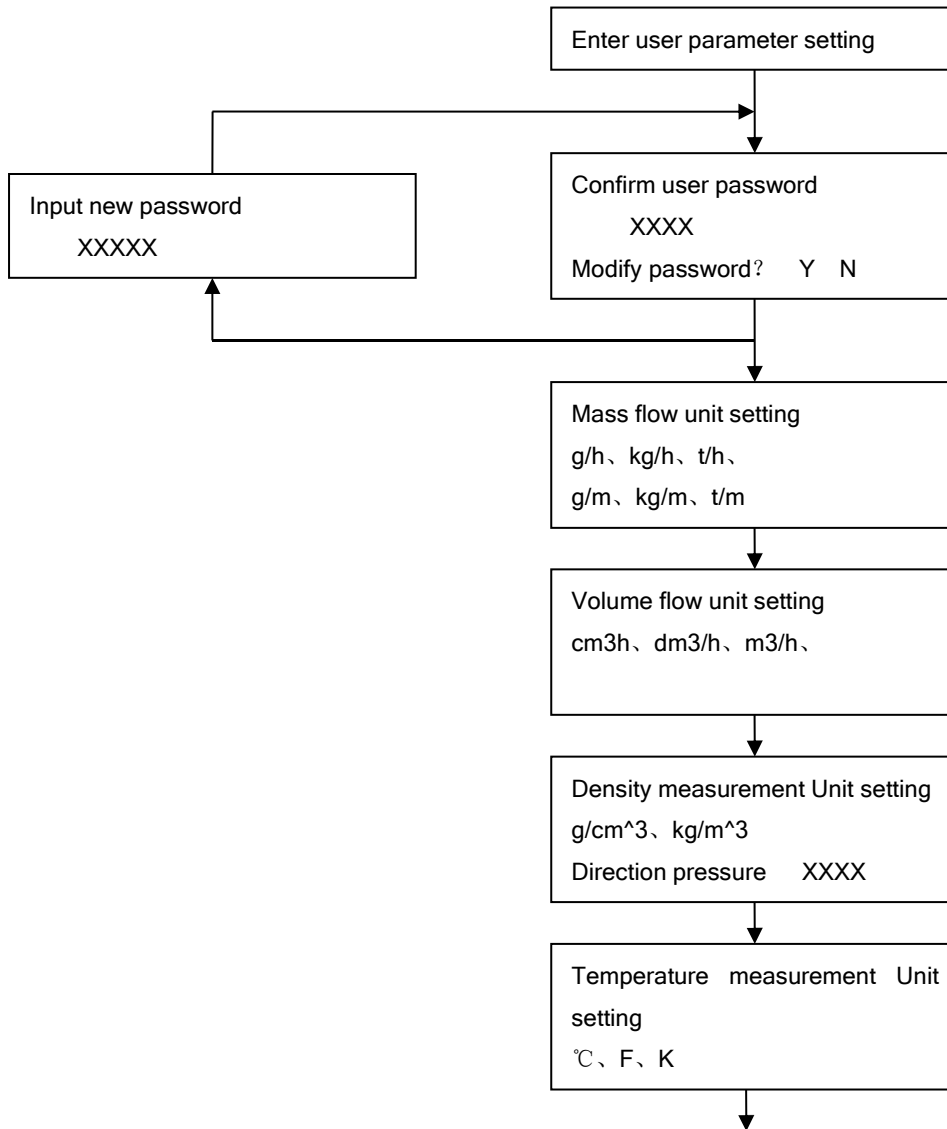 Enter user parameter setting
Input new password
XXXXX
Confirm user password
XXXX
Modify password？ Y N
Mass flow unit setting
g/h、kg/h、t/h、
g/m、kg/m、t/m
Volume flow unit setting
cm3h、dm3/h、m3/h、
Density measurement Unit setting
g/cm^3、kg/m^3
Direction pressure XXXX
Temperature measurement Unit
setting
℃、F、K